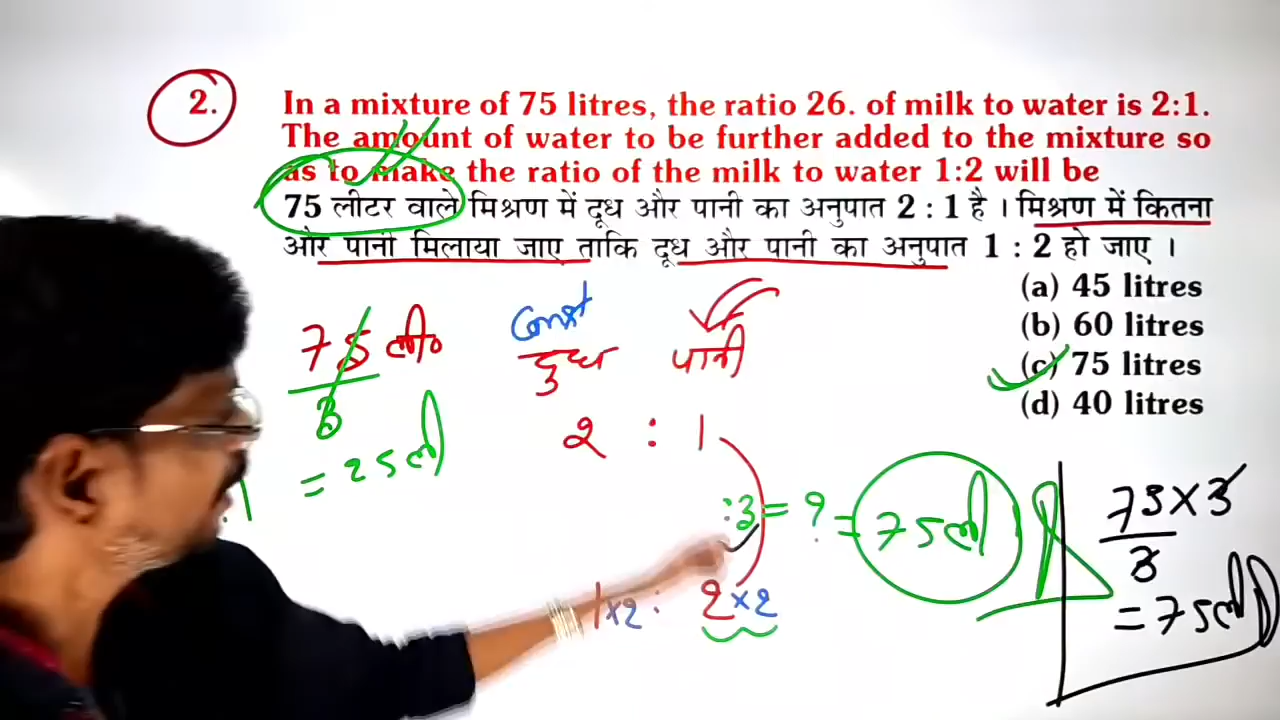 2. In a mixture of 75 litres, the ratio 26. of milk to water is 2:1.
The amount of water to be further added to the mixture so
as to make the ratio of the milk to water 1:2 will be
75 लीटर वाले मिश्रण में दूध और पानी का अनुपात 2 : 1 है । मिश्रण में कितना
और पानी मिलाया जाए ताकि दूध और पानी का अनुपात 1 : 2 हो जाए ।
(a) 45 litres
(b) 60 litres
(c) 75 litres
(d) 40 litres
Const
75 ली०
दूध पानी
3
2 : 1
= 25 ली
:3 = ? = 75 ली
1×2 : 2×2
75×3
3
= 75 ली